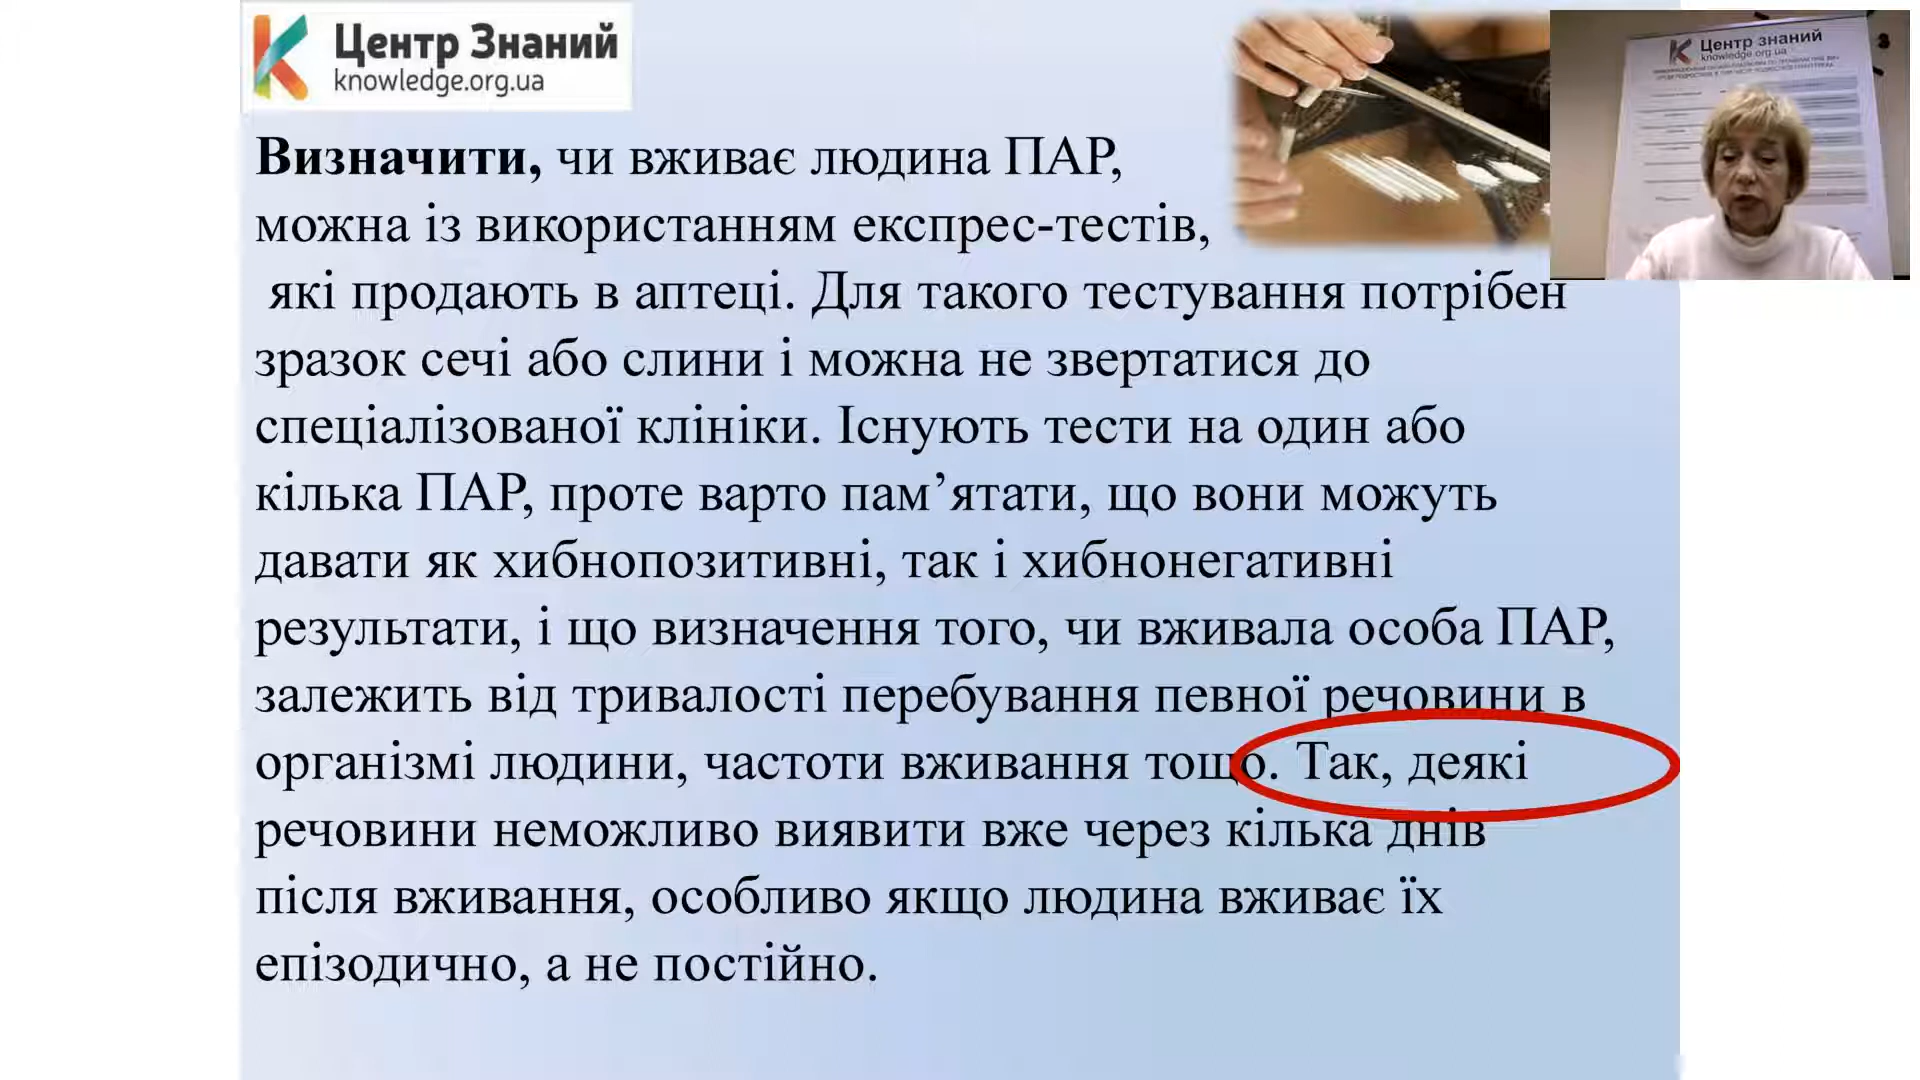 Центр Знаний
knowledge.org.ua
Центр знаний
knowledge.org.ua
Визначити, чи вживає людина ПАР,
можна із використанням експрес-тестів,
які продають в аптеці. Для такого тестування потрібен
зразок сечі або слини і можна не звертатися до
спеціалізованої клініки. Існують тести на один або
кілька ПАР, проте варто пам’ятати, що вони можуть
давати як хибнопозитивні, так і хибнонегативні
результати, і що визначення того, чи вживала особа ПАР,
залежить від тривалості перебування певної речовини в
організмі людини, частоти вживання тощо. Так, деякі
речовини неможливо виявити вже через кілька днів
після вживання, особливо якщо людина вживає їх
епізодично, а не постійно.